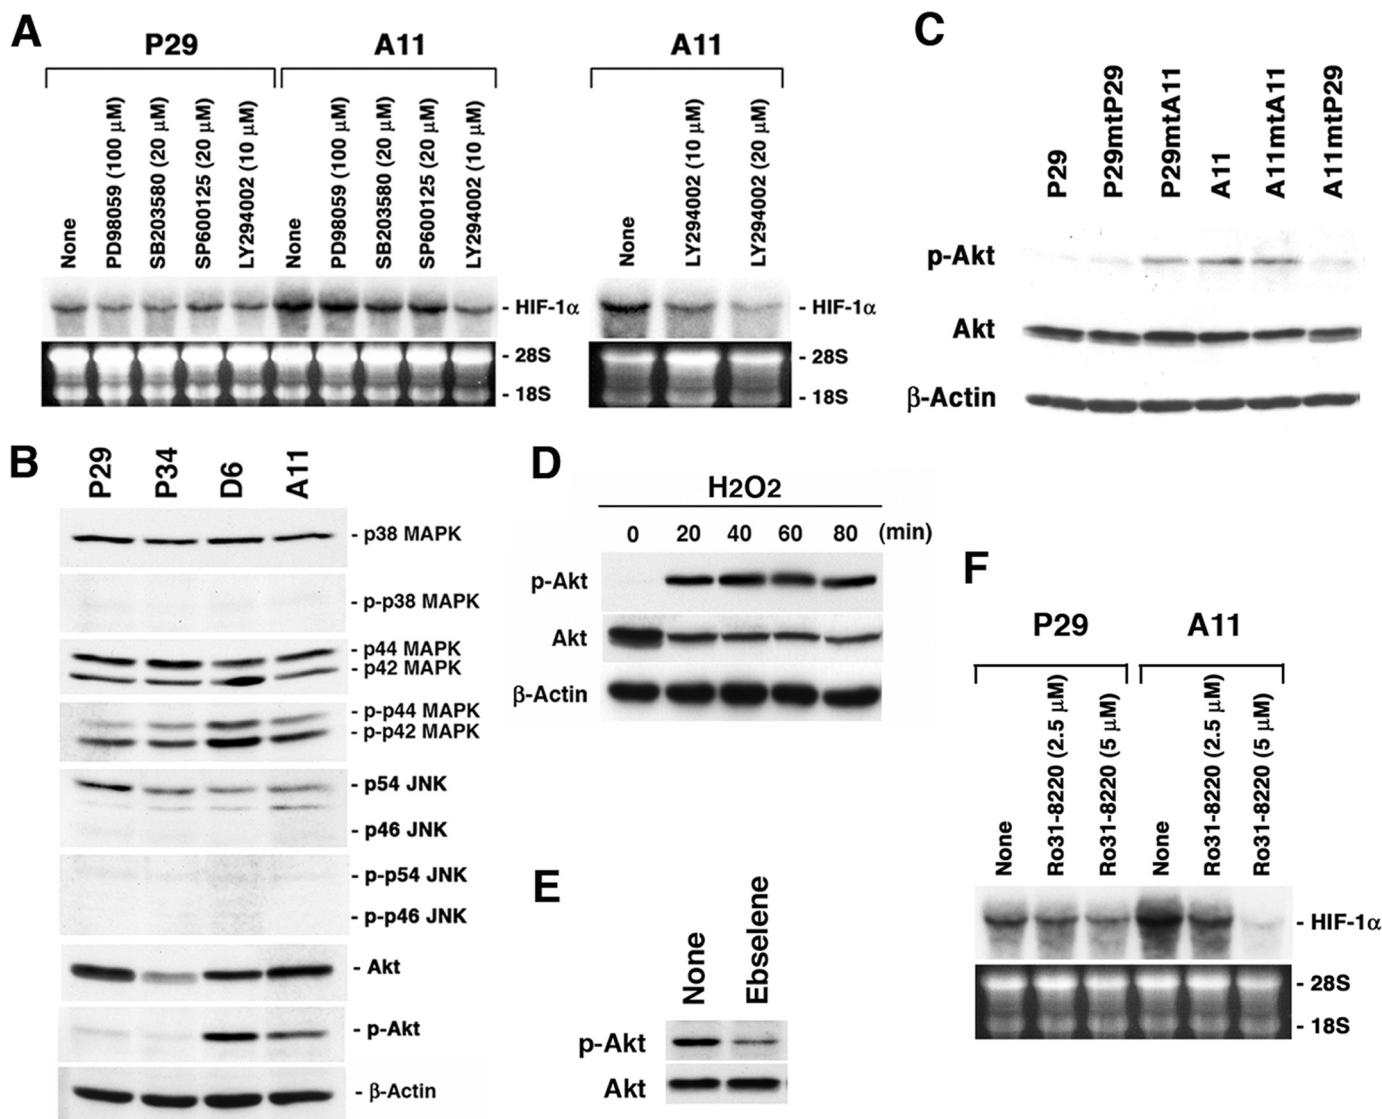 A
P29
A11
A11
None
PD98059 (100 μM)
SB203580 (20 μM)
SP600125 (20 μM)
LY294002 (10 μM)
None
PD98059 (100 μM)
SB203580 (20 μM)
SP600125 (20 μM)
LY294002 (10 μM)
None
LY294002 (10 μM)
LY294002 (20 μM)
- HIF-1α
- 28S
- 18S
- HIF-1α
- 28S
- 18S
C
P29
P29mtP29
P29mtA11
A11
A11mtA11
A11mtP29
p-Akt
Akt
β-Actin
B
P29
P34
D6
A11
- p38 MAPK
- p-p38 MAPK
- p44 MAPK
- p42 MAPK
- p-p44 MAPK
- p-p42 MAPK
- p54 JNK
- p46 JNK
- p-p54 JNK
- p-p46 JNK
- Akt
- p-Akt
- β-Actin
D
H2O2
0 20 40 60 80 (min)
p-Akt
Akt
β-Actin
E
None
Ebselene
p-Akt
Akt
F
P29
A11
None
Ro31-8220 (2.5 μM)
Ro31-8220 (5 μM)
None
Ro31-8220 (2.5 μM)
Ro31-8220 (5 μM)
- HIF-1α
- 28S
- 18S